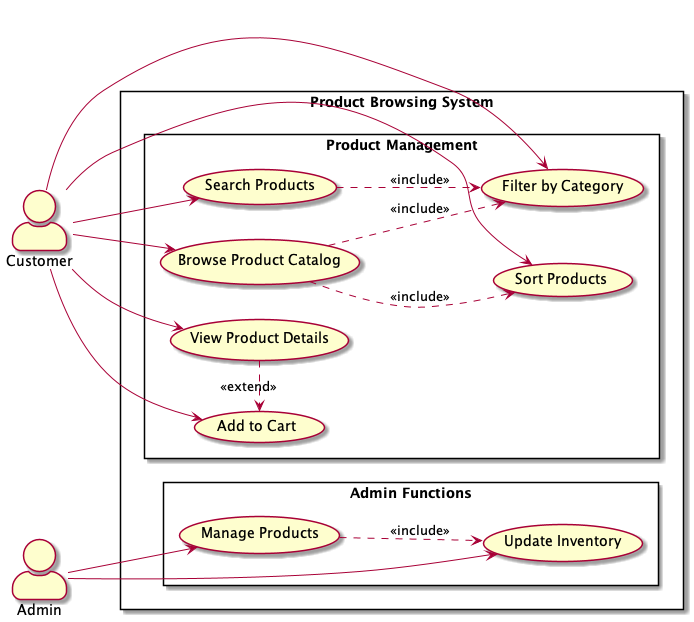 Product Browsing System
Product Management
Search Products
«include»
Filter by Category
«include»
Browse Product Catalog
Sort Products
«include»
Customer
View Product Details
«extend»
Add to Cart
Admin Functions
Manage Products
«include»
Update Inventory
Admin